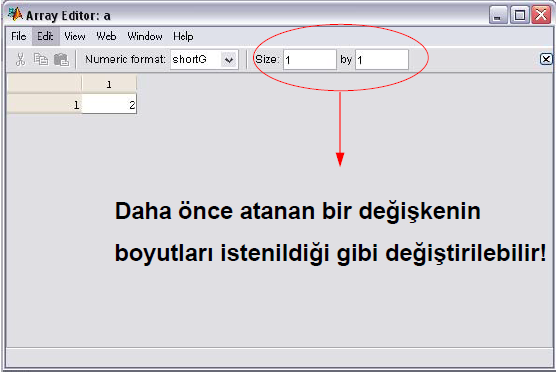 Array Editor: a
File Edit View Web Window Help
Numeric format: shortG Size: 1 by 1
1
1 2
Daha önce atanan bir değişkenin
boyutları istenildiği gibi değiştirilebilir!